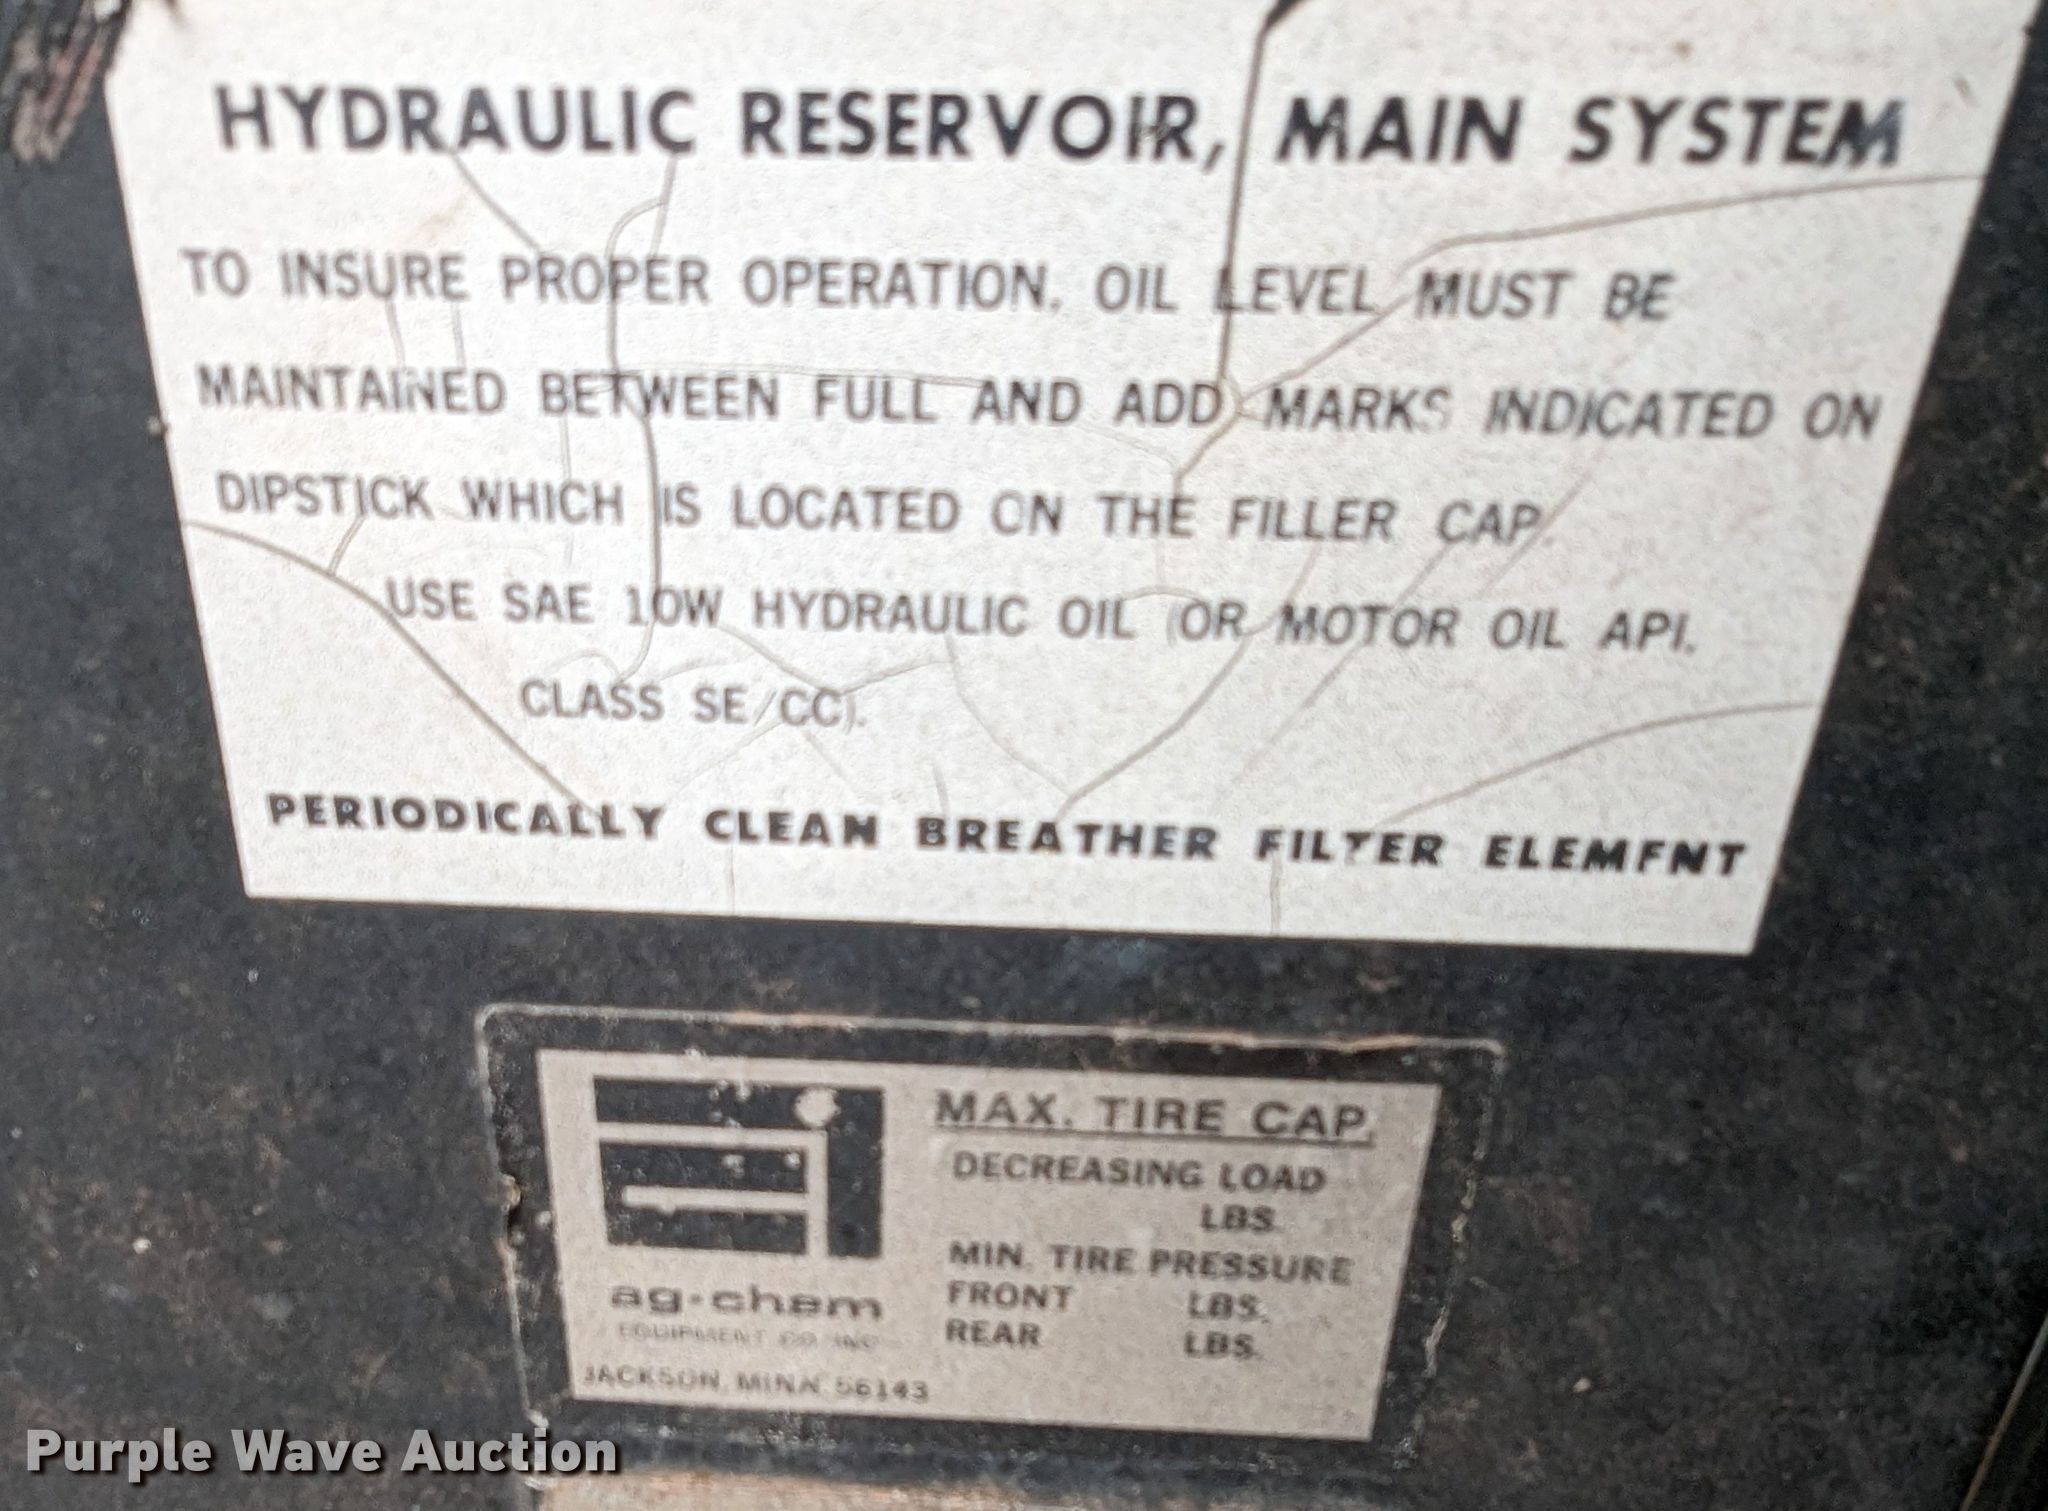 HYDRAULIC RESERVOIR, MAIN SYSTEM
TO INSURE PROPER OPERATION, OIL LEVEL MUST BE
MAINTAINED BETWEEN FULL AND ADD MARKS INDICATED ON
DIPSTICK WHICH IS LOCATED ON THE FILLER CAP.
USE SAE 10W HYDRAULIC OIL (OR MOTOR OIL API.
CLASS SE/CC).
PERIODICALLY CLEAN BREATHER FILTER ELEMENT
ag-chem
EQUIPMENT CO. INC
JACKSON, MINN. 56143
MAX. TIRE CAP.
DECREASING LOAD
LBS.
MIN. TIRE PRESSURE
FRONT LBS.
REAR LBS.
Purple Wave Auction